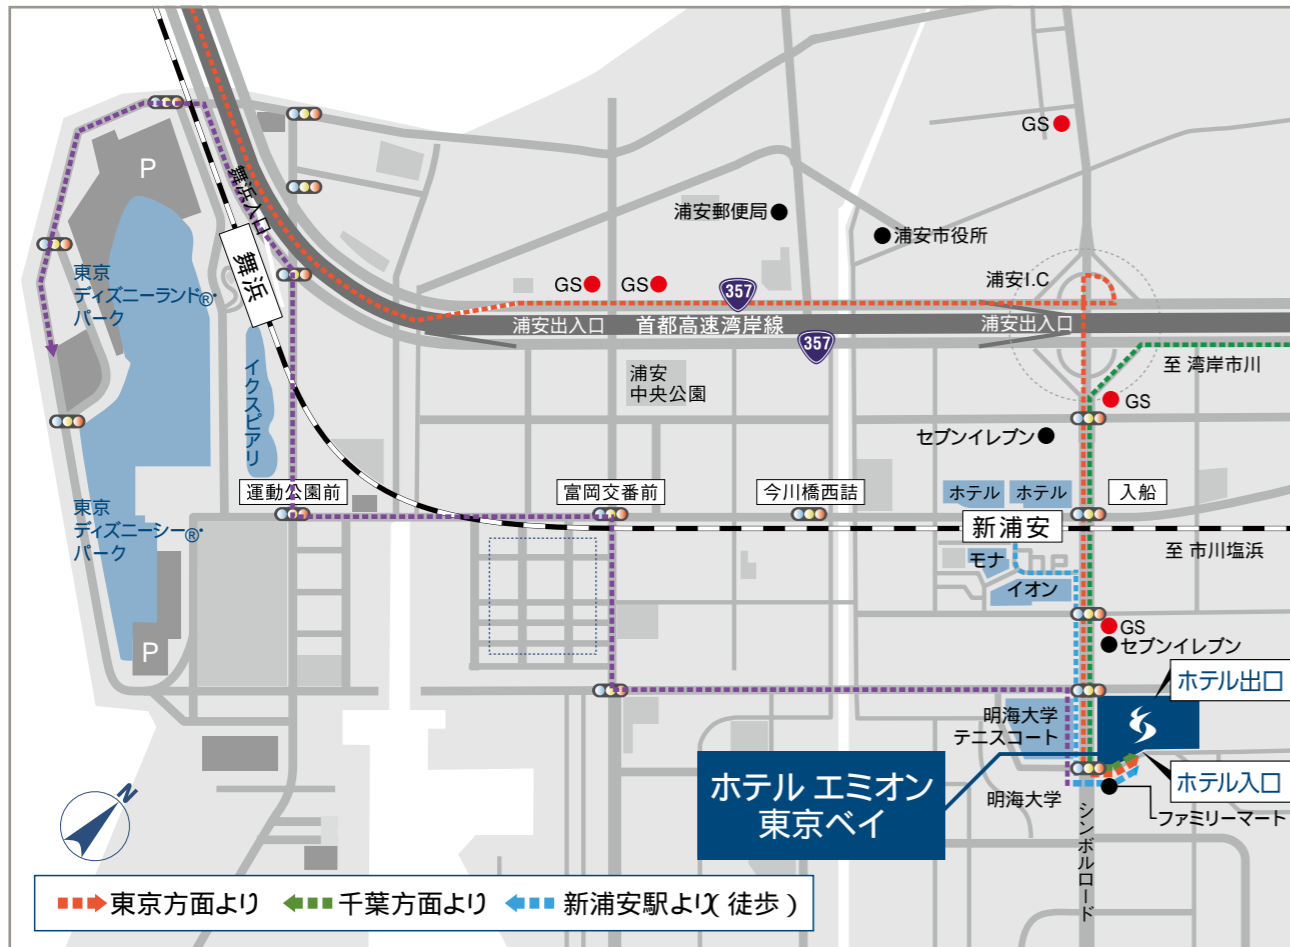 P
GS
舞浜入口
浦安郵便局
浦安市役所
舞浜
東京
ディズニーランド®・
パーク
浦安I.C
GS
GS
357
浦安出入口
首都高速湾岸線
浦安出入口
357
至 湾岸市川
イクスピアリ
浦安
中央公園
GS
セブンイレブン
運動公園前
富岡交番前
今川橋西詰
ホテル
ホテル
入船
東京
ディズニーシー®・
パーク
新浦安
至 市川塩浜
モナ
イオン
GS
セブンイレブン
P
ホテル出口
明海大学
テニスコート
ホテル エミオン
東京ベイ
ホテル入口
明海大学
ファミリーマート
シンボルロード
N
東京方面より
千葉方面より
新浦安駅より(徒歩)